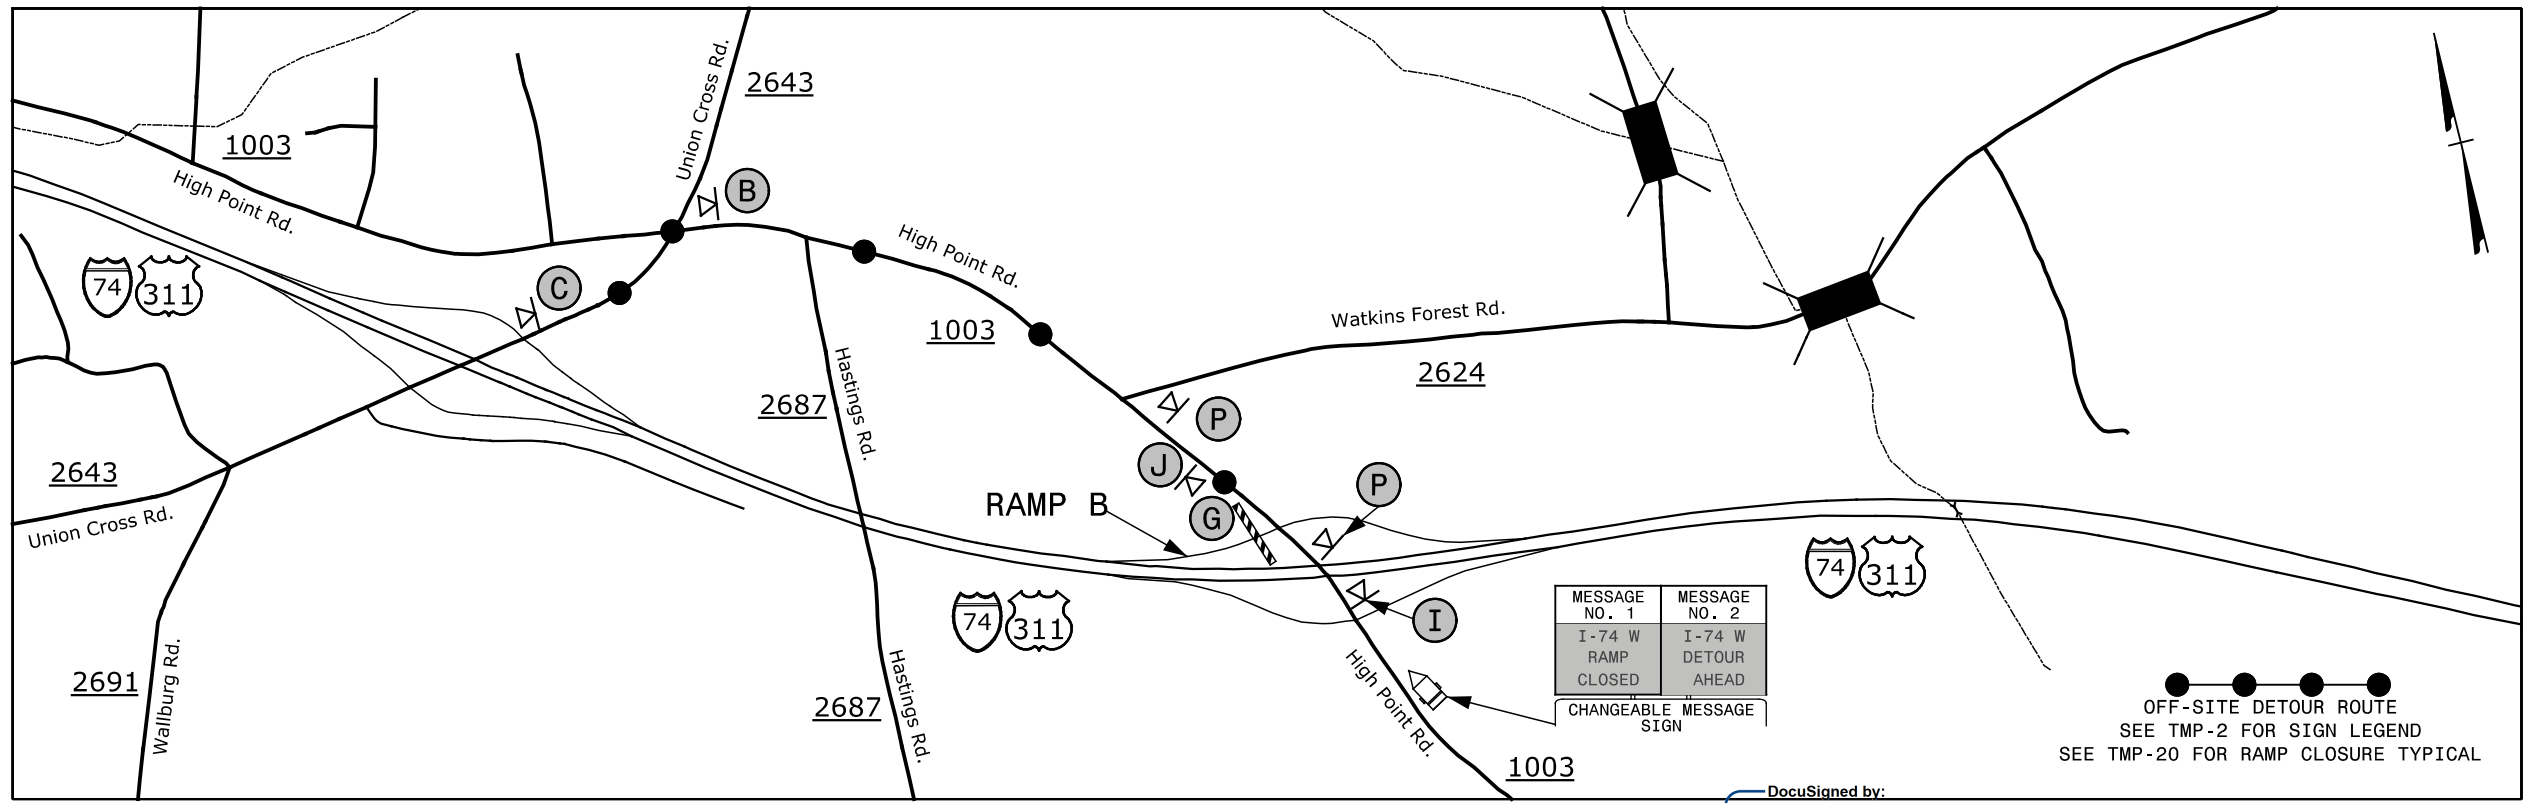 2643
Union Cross Rd.
1003
High Point Rd.
B
C
High Point Rd.
74
311
1003
Watkins Forest Rd.
2624
2687
Hastings Rd.
P
J
P
2643
Union Cross Rd.
RAMP B
G
74
311
74
311
I
MESSAGE NO. 1
MESSAGE NO. 2
I-74 W
RAMP
CLOSED
I-74 W
DETOUR
AHEAD
CHANGEABLE MESSAGE
SIGN
2691
Wallburg Rd.
2687
Hastings Rd.
High Point Rd.
1003
OFF-SITE DETOUR ROUTE
SEE TMP-2 FOR SIGN LEGEND
SEE TMP-20 FOR RAMP CLOSURE TYPICAL
DocuSigned by: